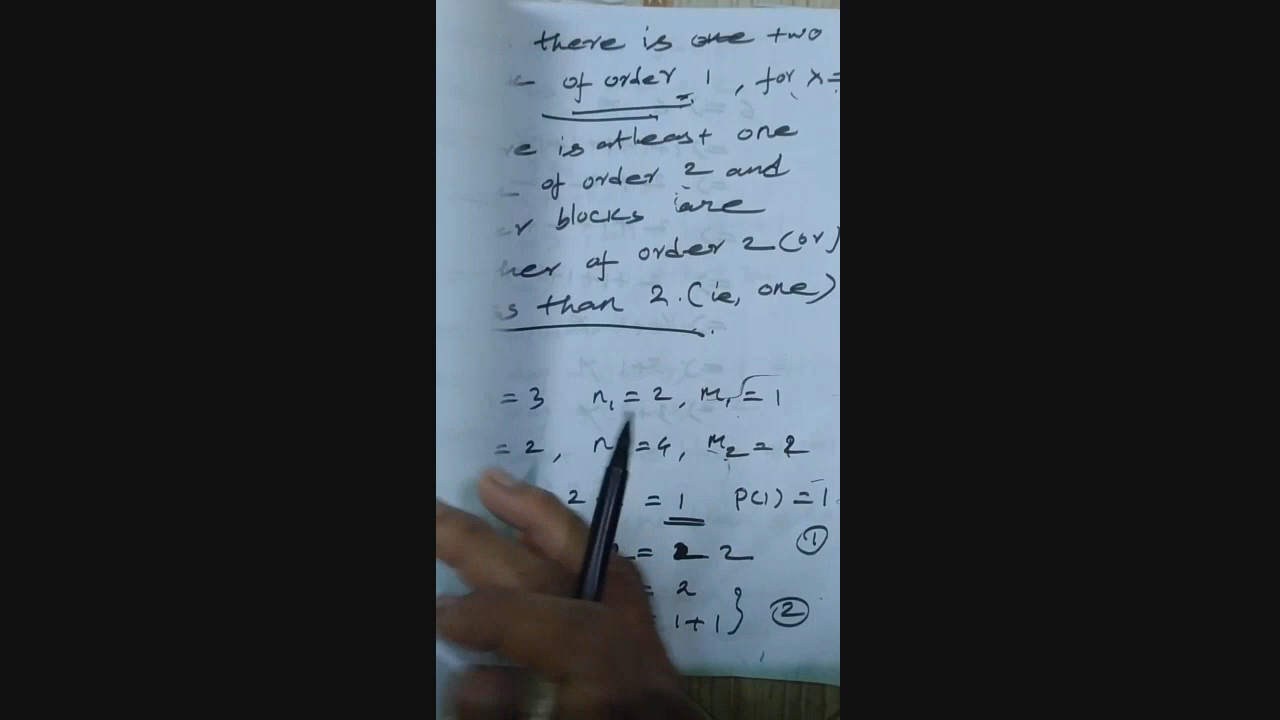 there is one two
of order 1, for x=
re is atleast one
of order 2 and
r blocks are
her of order 2 (or)
s than 2. (ie, one)
= 3 n₁ = 2, m₁ = 1
= 2, n = 4, m₂ = 2
2 = 1 P(1) = 1
①
= 2 2
= 2
1+1 } ②